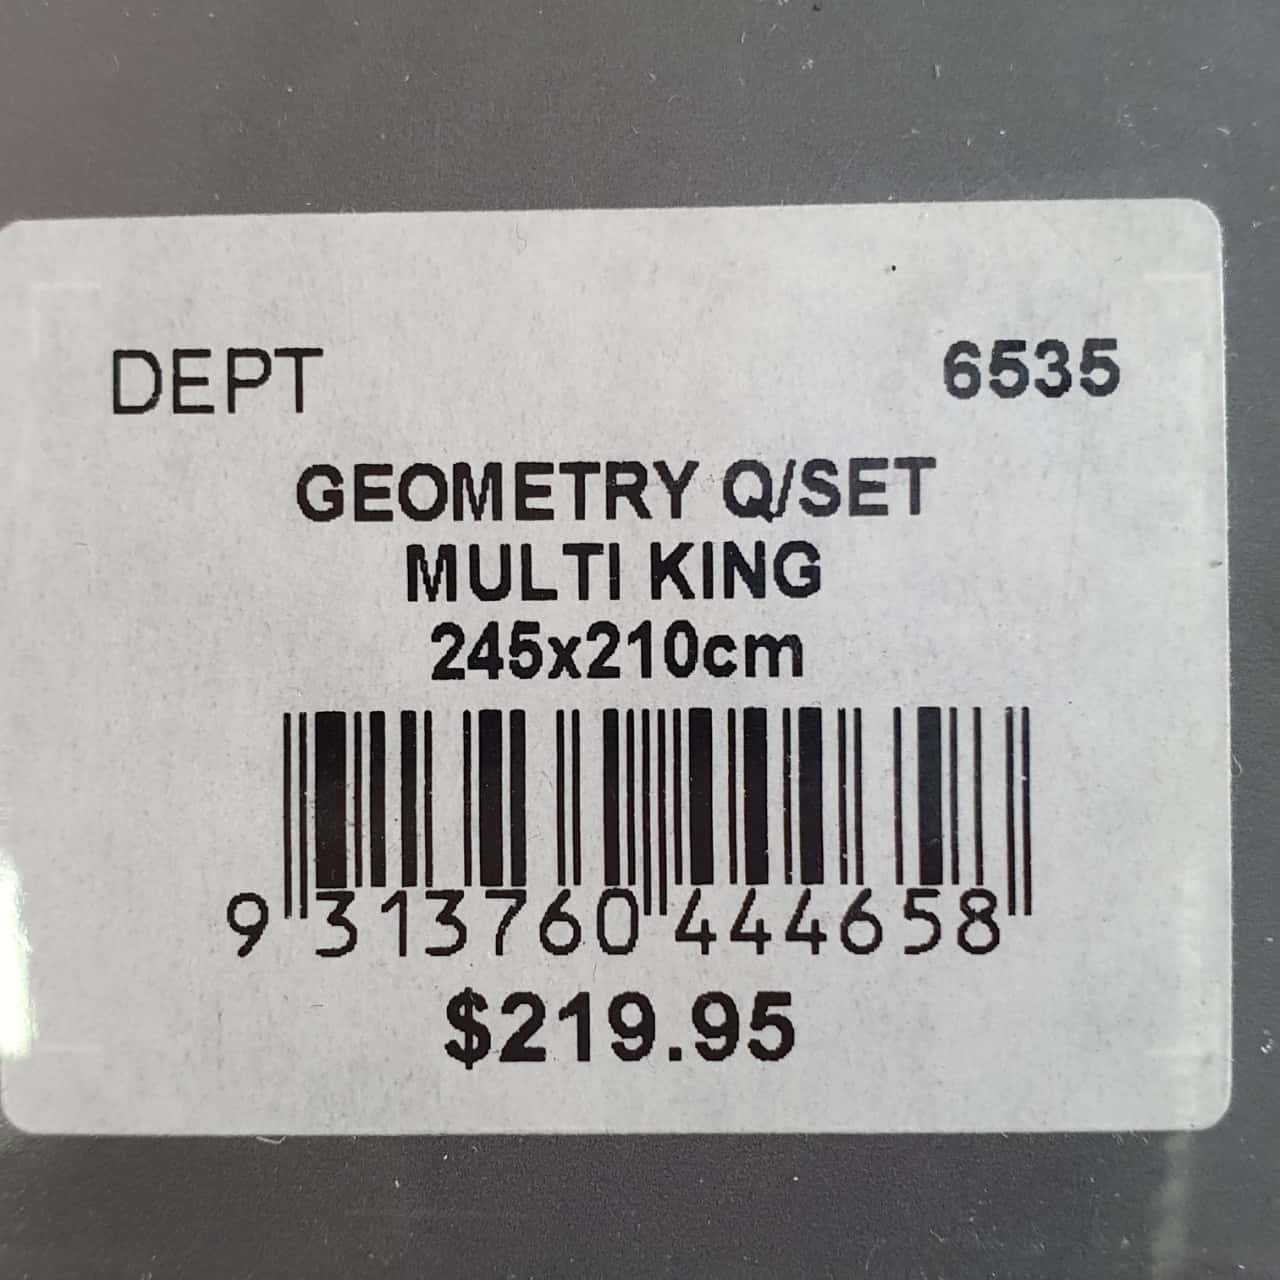 DEPT 6535
GEOMETRY Q/SET
MULTI KING
245x210cm
9 313760 444658
$219.95